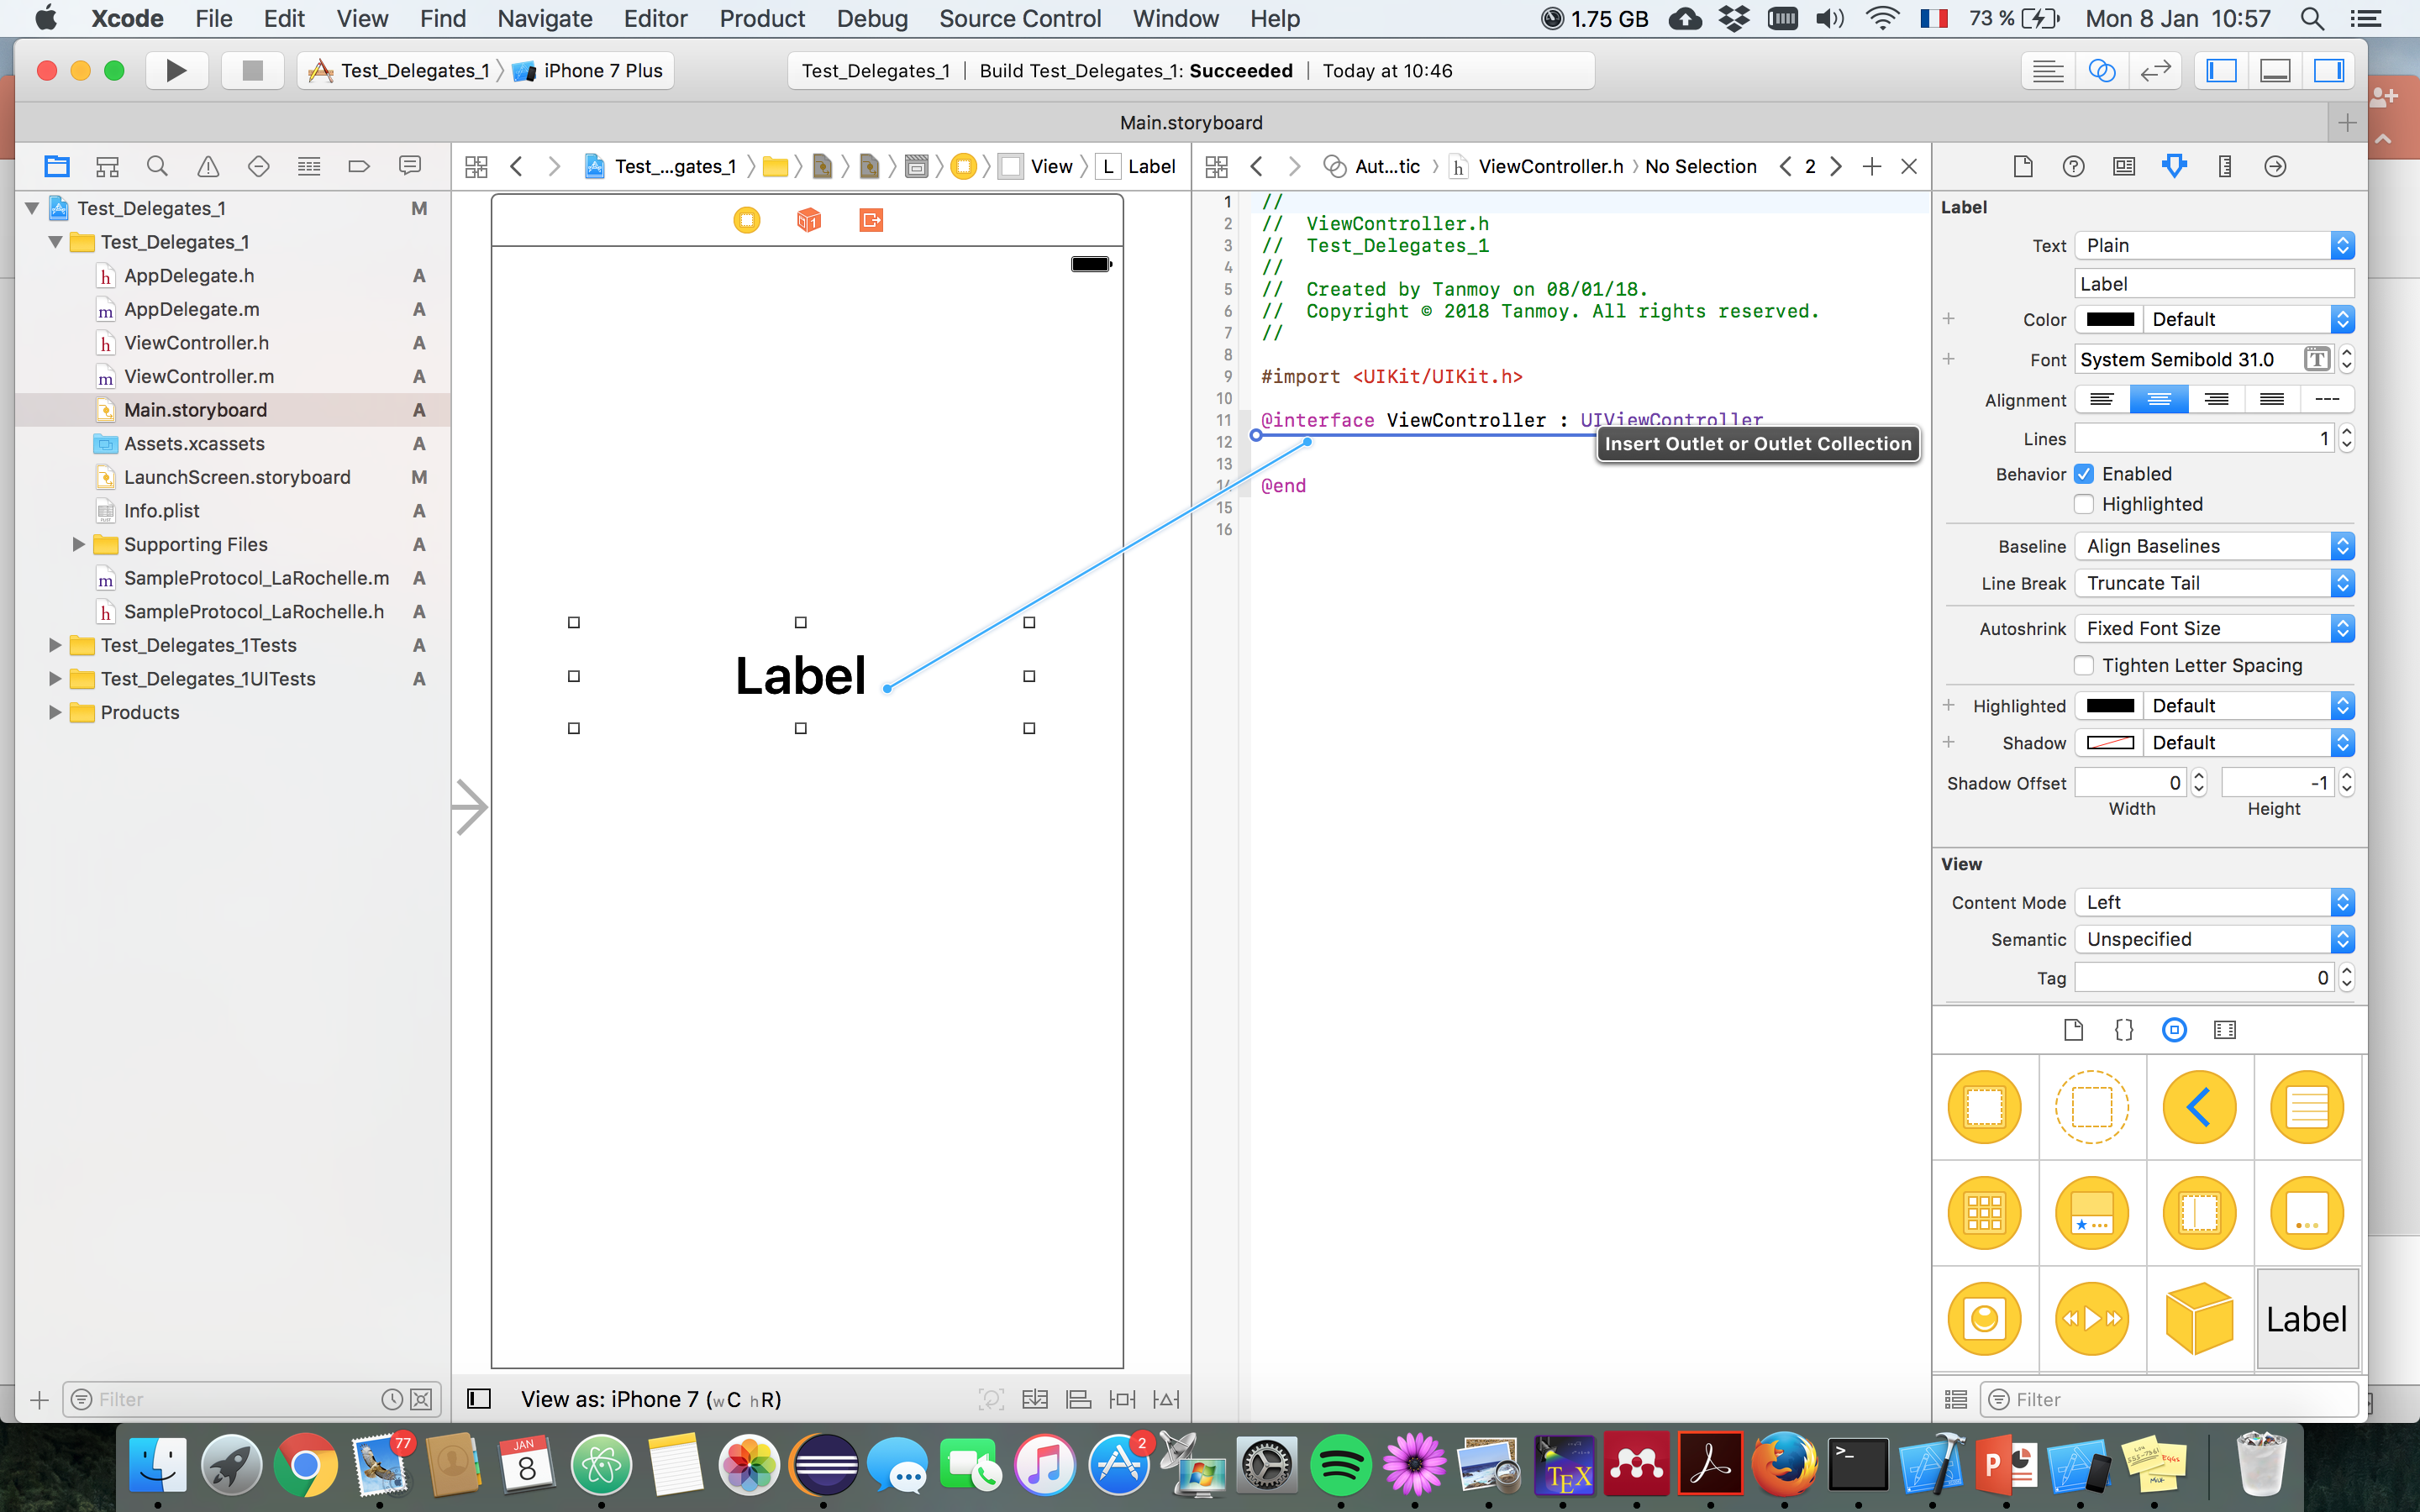 Xcode File Edit View Find Navigate Editor Product Debug Source Control Window Help 1.75 GB 73 % Mon 8 Jan 10:57
Test_Delegates_1 iPhone 7 Plus Test_Delegates_1 | Build Test_Delegates_1: Succeeded | Today at 10:46
Main.storyboard
Test_...gates_1 View L Label
h Aut...tic ViewController.h No Selection 2
Test_Delegates_1 M
Test_Delegates_1
h AppDelegate.h A
m AppDelegate.m A
h ViewController.h A
m ViewController.m A
Main.storyboard A
Assets.xcassets A
LaunchScreen.storyboard M
Info.plist A
Supporting Files A
m SampleProtocol_LaRochelle.m A
h SampleProtocol_LaRochelle.h A
Test_Delegates_1Tests A
Test_Delegates_1UITests A
Products
Filter
Label
View as: iPhone 7 (wC hR)
1 //
2 // ViewController.h
3 // Test_Delegates_1
4 //
5 // Created by Tanmoy on 08/01/18.
6 // Copyright © 2018 Tanmoy. All rights reserved.
7 //
8
9 #import <UIKit/UIKit.h>
10
11 @interface ViewController : UIViewController
12
Insert Outlet or Outlet Collection
13
14 @end
15
16
Label
Text Plain
Label
Color Default
Font System Semibold 31.0 T
Alignment
Lines 1
Behavior Enabled
Highlighted
Baseline Align Baselines
Line Break Truncate Tail
Autoshrink Fixed Font Size
Tighten Letter Spacing
Highlighted Default
Shadow Default
Shadow Offset 0 -1
Width Height
View
Content Mode Left
Semantic Unspecified
Tag 0
{}
Label
Filter
77
JAN
8
2
TEX
>_
P